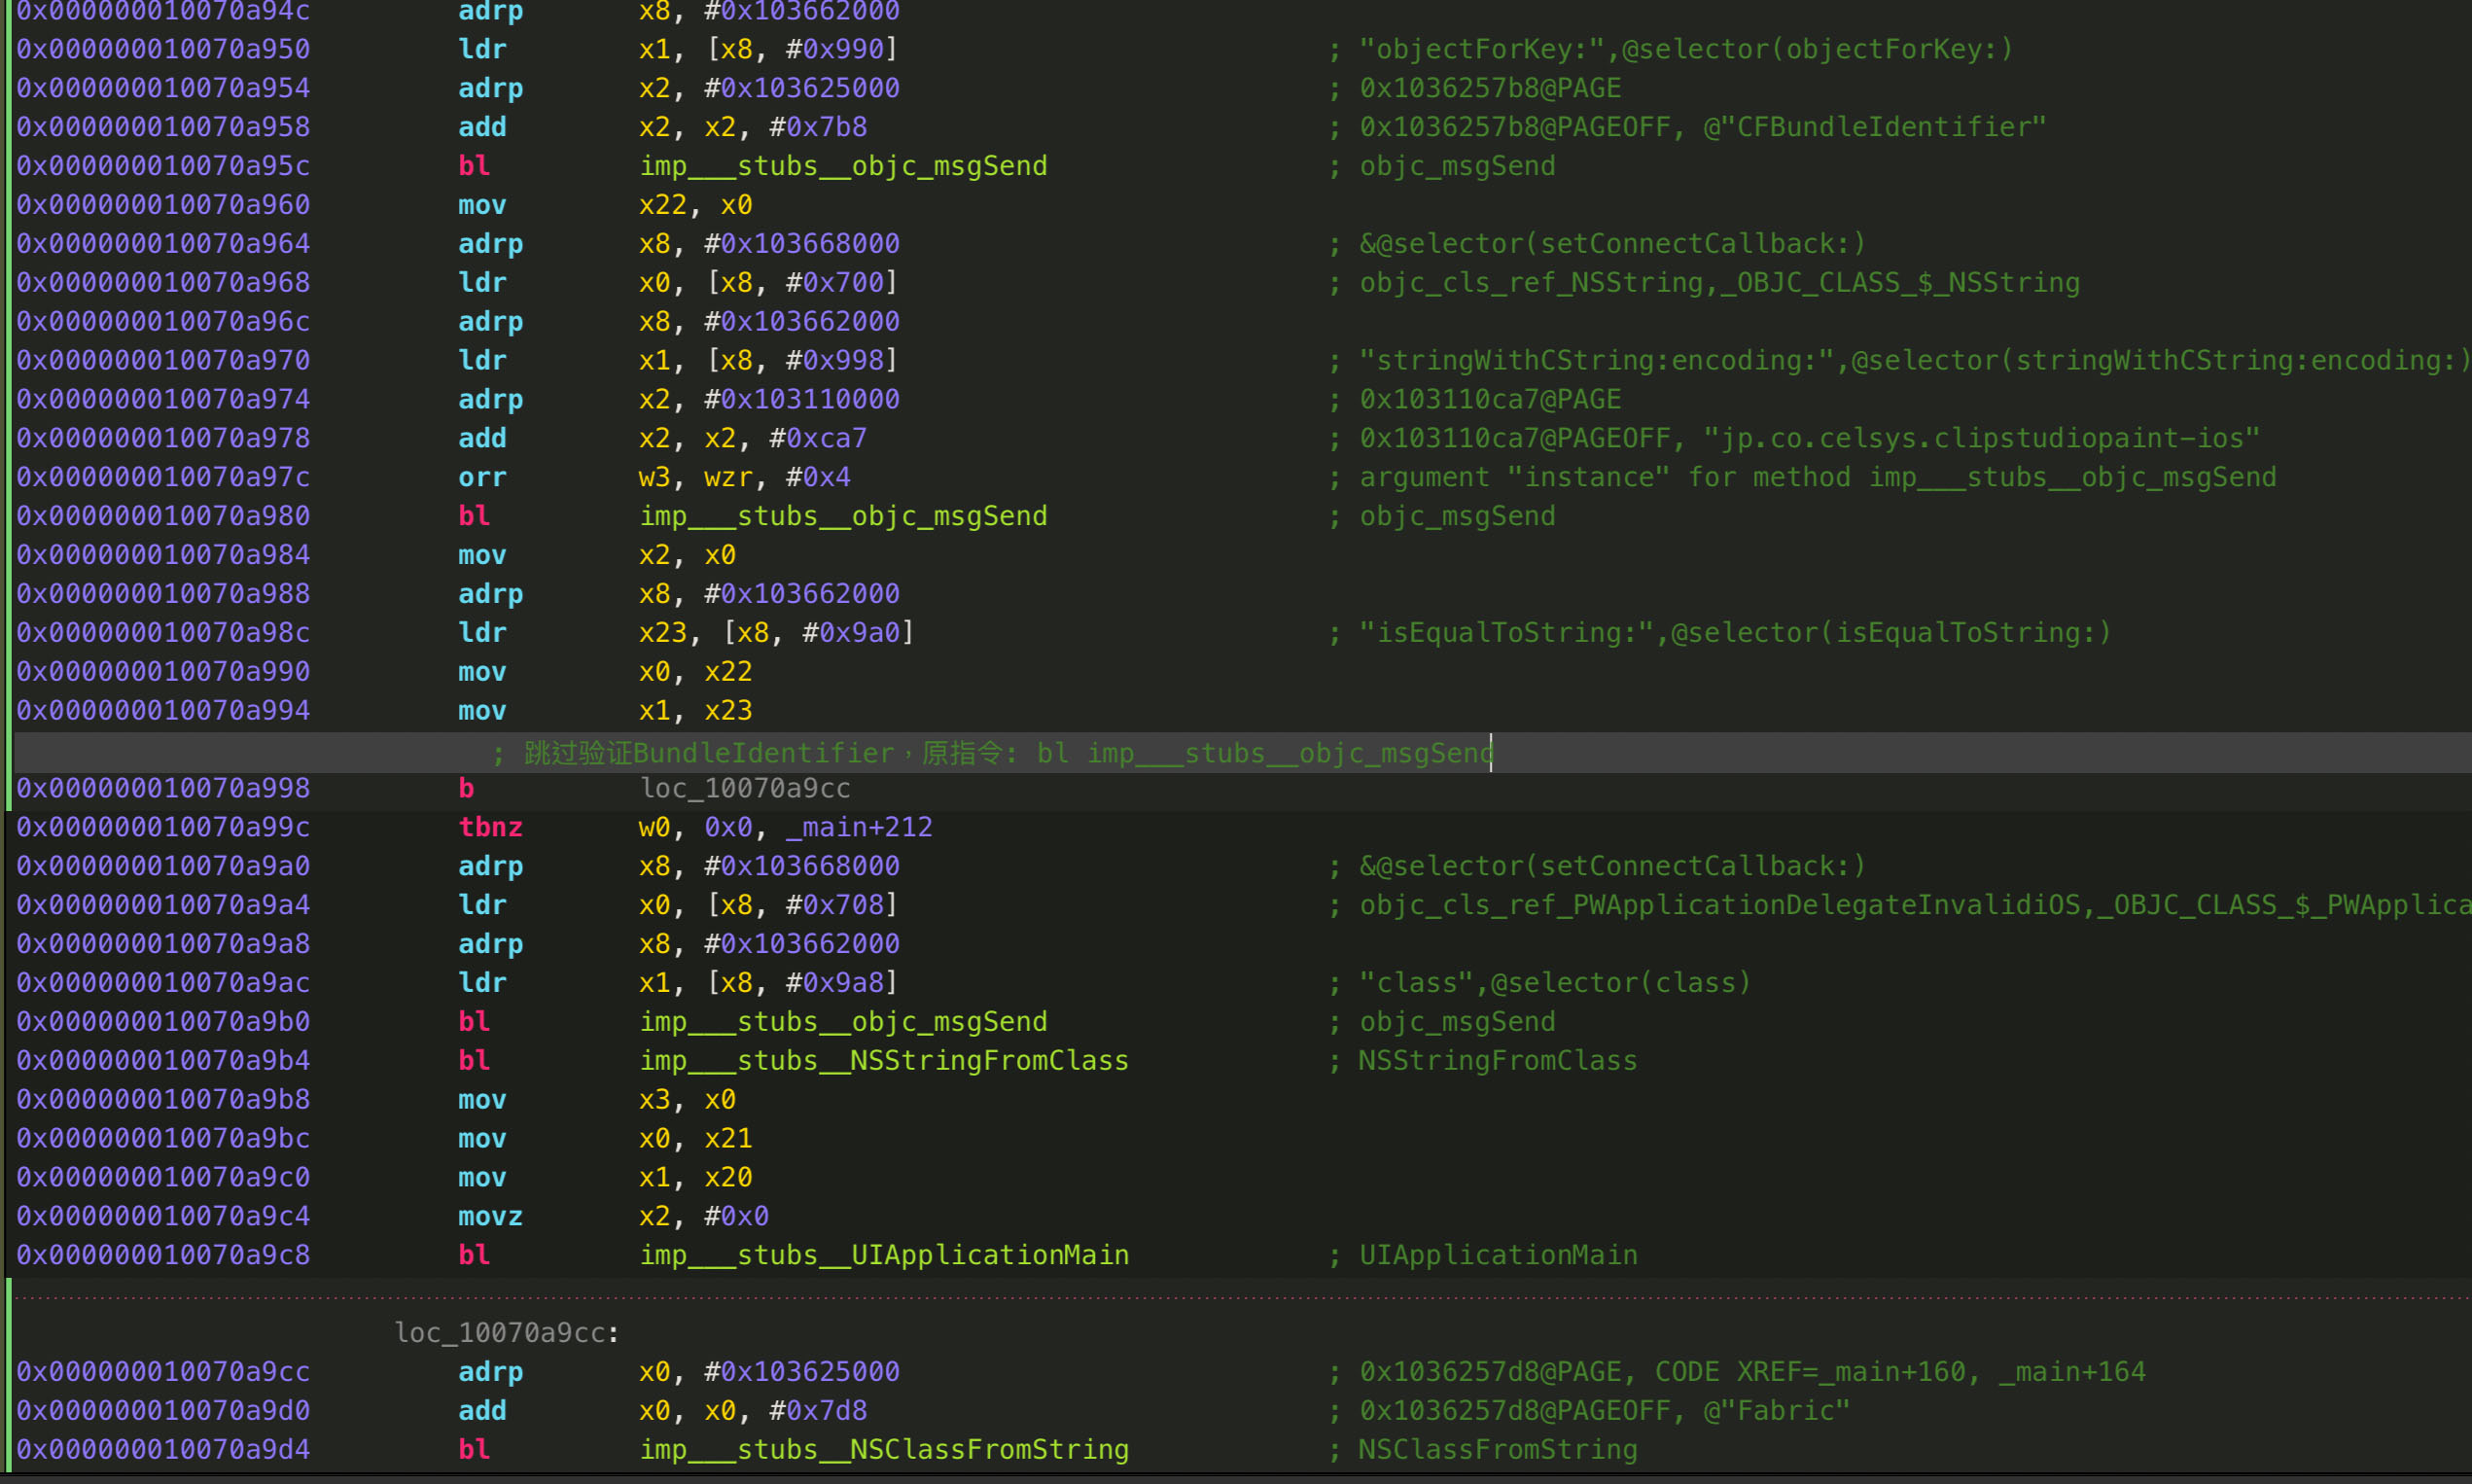 0x000000010070a94c adrp x8, #0x103662000
0x000000010070a950 ldr x1, [x8, #0x990] ; "objectForKey:",@selector(objectForKey:)
0x000000010070a954 adrp x2, #0x103625000 ; 0x1036257b8@PAGE
0x000000010070a958 add x2, x2, #0x7b8 ; 0x1036257b8@PAGEOFF, @"CFBundleIdentifier"
0x000000010070a95c bl imp___stubs__objc_msgSend ; objc_msgSend
0x000000010070a960 mov x22, x0
0x000000010070a964 adrp x8, #0x103668000 ; &@selector(setConnectCallback:)
0x000000010070a968 ldr x0, [x8, #0x700] ; objc_cls_ref_NSString,_OBJC_CLASS_$_NSString
0x000000010070a96c adrp x8, #0x103662000
0x000000010070a970 ldr x1, [x8, #0x998] ; "stringWithCString:encoding:",@selector(stringWithCString:encoding:)
0x000000010070a974 adrp x2, #0x103110000 ; 0x103110ca7@PAGE
0x000000010070a978 add x2, x2, #0xca7 ; 0x103110ca7@PAGEOFF, "jp.co.celsys.clipstudiopaint-ios"
0x000000010070a97c orr w3, wzr, #0x4 ; argument "instance" for method imp___stubs__objc_msgSend
0x000000010070a980 bl imp___stubs__objc_msgSend ; objc_msgSend
0x000000010070a984 mov x2, x0
0x000000010070a988 adrp x8, #0x103662000
0x000000010070a98c ldr x23, [x8, #0x9a0] ; "isEqualToString:",@selector(isEqualToString:)
0x000000010070a990 mov x0, x22
0x000000010070a994 mov x1, x23
; 跳过验证BundleIdentifier，原指令: bl imp___stubs__objc_msgSend
0x000000010070a998 b loc_10070a9cc
0x000000010070a99c tbnz w0, 0x0, _main+212
0x000000010070a9a0 adrp x8, #0x103668000 ; &@selector(setConnectCallback:)
0x000000010070a9a4 ldr x0, [x8, #0x708] ; objc_cls_ref_PWApplicationDelegateInvalidiOS,_OBJC_CLASS_$_PWApplica
0x000000010070a9a8 adrp x8, #0x103662000
0x000000010070a9ac ldr x1, [x8, #0x9a8] ; "class",@selector(class)
0x000000010070a9b0 bl imp___stubs__objc_msgSend ; objc_msgSend
0x000000010070a9b4 bl imp___stubs__NSStringFromClass ; NSStringFromClass
0x000000010070a9b8 mov x3, x0
0x000000010070a9bc mov x0, x21
0x000000010070a9c0 mov x1, x20
0x000000010070a9c4 movz x2, #0x0
0x000000010070a9c8 bl imp___stubs__UIApplicationMain ; UIApplicationMain
loc_10070a9cc:
0x000000010070a9cc adrp x0, #0x103625000 ; 0x1036257d8@PAGE, CODE XREF=_main+160, _main+164
0x000000010070a9d0 add x0, x0, #0x7d8 ; 0x1036257d8@PAGEOFF, @"Fabric"
0x000000010070a9d4 bl imp___stubs__NSClassFromString ; NSClassFromString